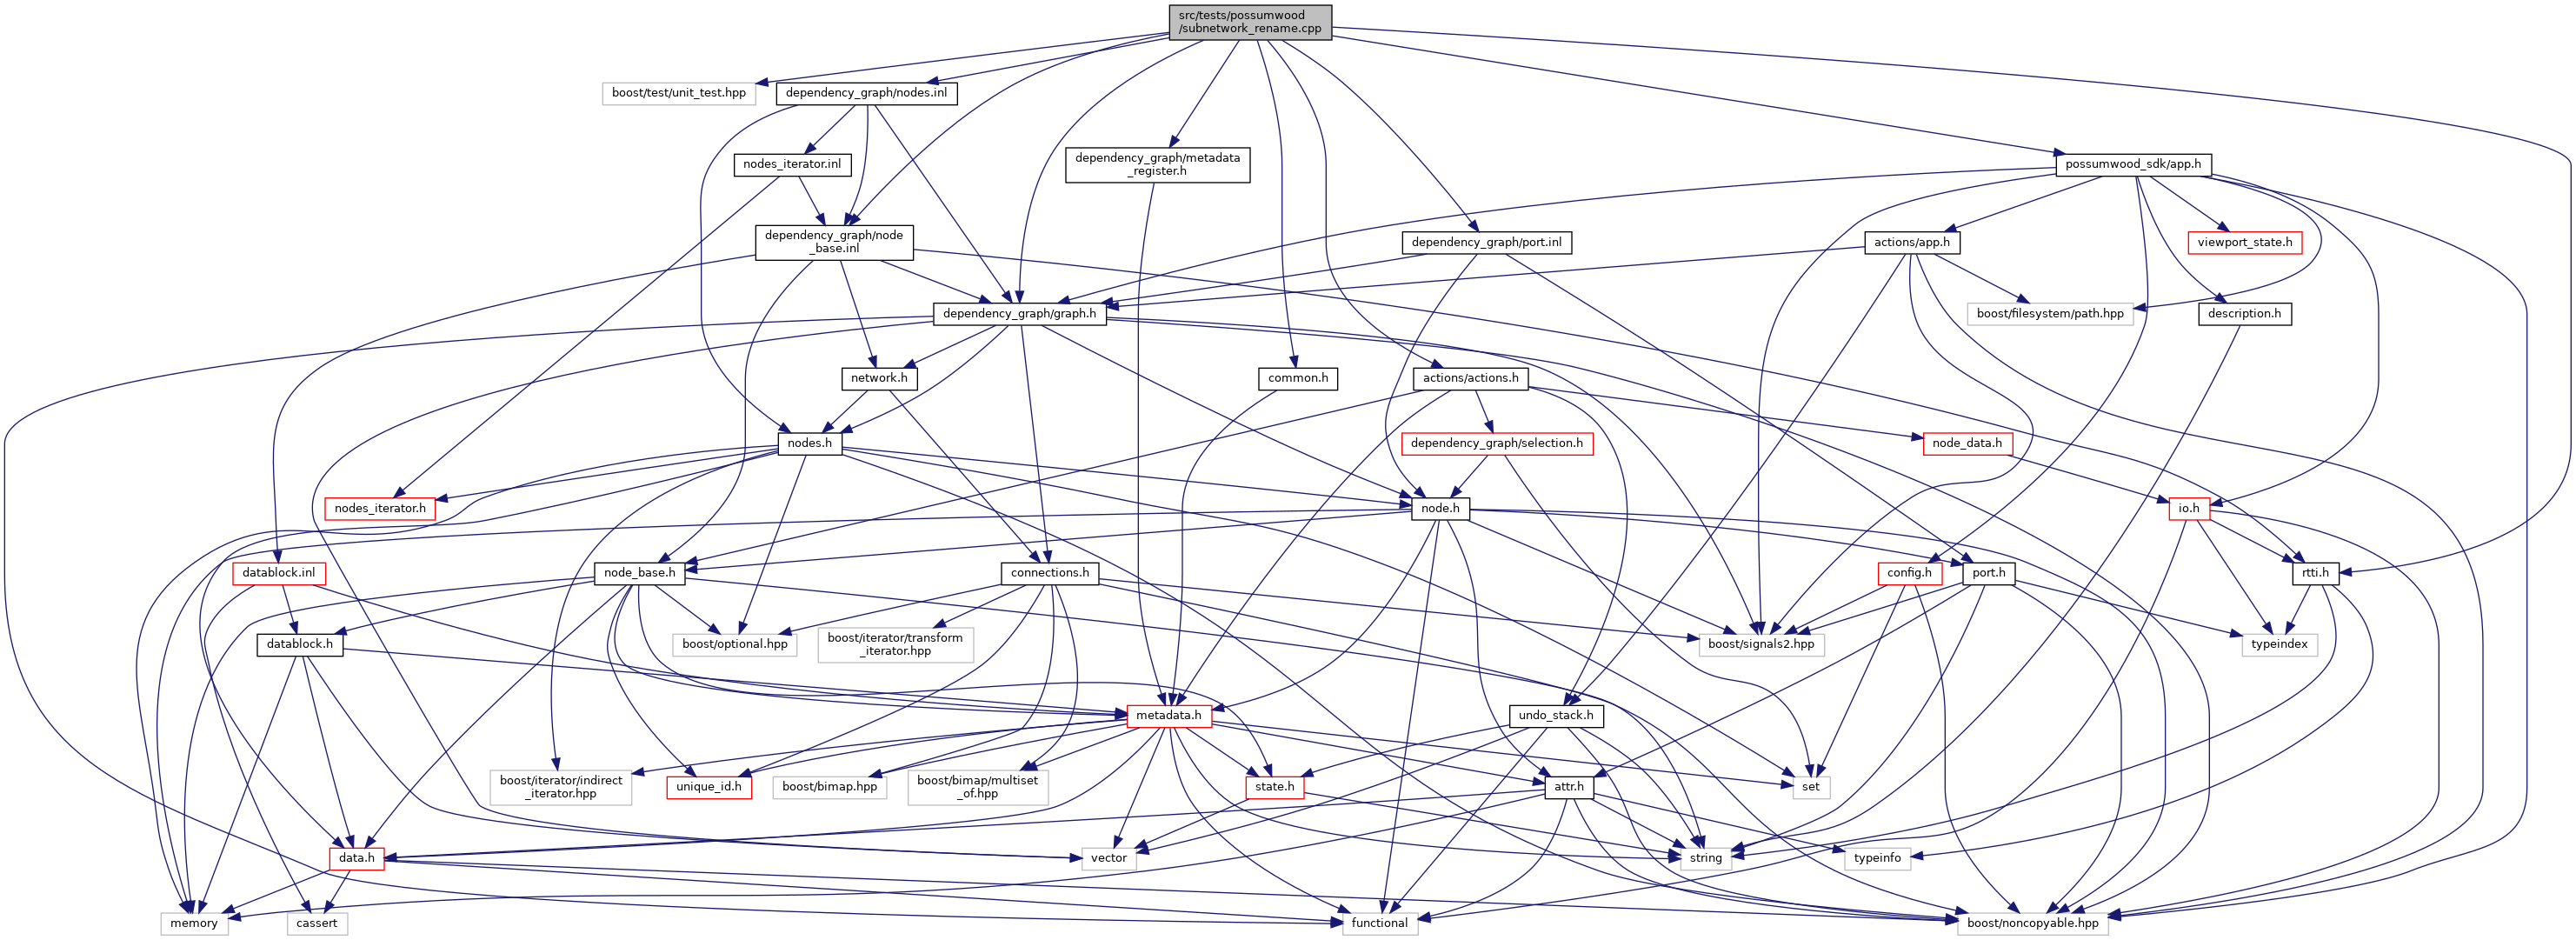 src/tests/possumwood
/subnetwork_rename.cpp
boost/test/unit_test.hpp
dependency_graph/nodes.inl
nodes_iterator.inl
dependency_graph/metadata
_register.h
possumwood_sdk/app.h
dependency_graph/node
_base.inl
dependency_graph/port.inl
actions/app.h
viewport_state.h
dependency_graph/graph.h
boost/filesystem/path.hpp
description.h
network.h
common.h
actions/actions.h
nodes.h
dependency_graph/selection.h
node_data.h
nodes_iterator.h
node.h
io.h
datablock.inl
node_base.h
connections.h
config.h
port.h
rtti.h
datablock.h
boost/optional.hpp
boost/iterator/transform
_iterator.hpp
boost/signals2.hpp
typeindex
metadata.h
undo_stack.h
boost/iterator/indirect
_iterator.hpp
unique_id.h
boost/bimap.hpp
boost/bimap/multiset
_of.hpp
state.h
attr.h
set
data.h
vector
string
typeinfo
memory
cassert
functional
boost/noncopyable.hpp